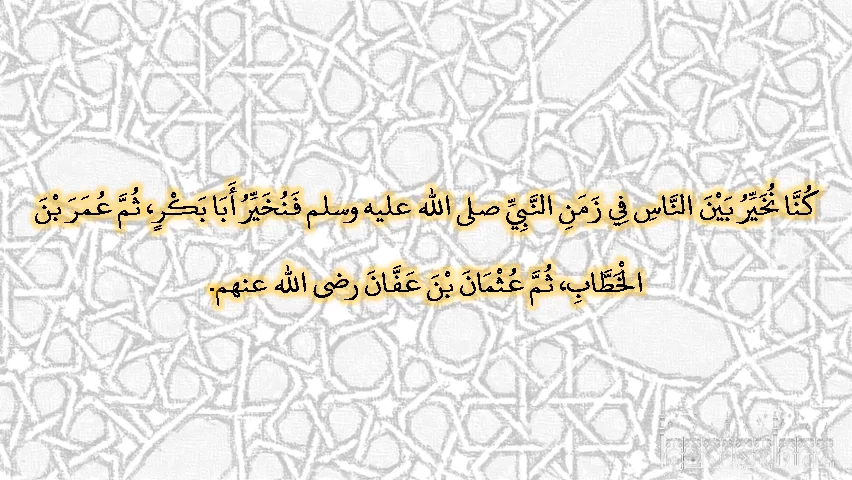 كُنَّا نُخَيِّرُ بَيْنَ النَّاسِ فِي زَمَنِ النَّبِيِّ صلى الله عليه وسلم فَنُخَيِّرُ أَبَا بَكْرٍ، ثُمَّ عُمَرَ بْنَ
الْخَطَّابِ، ثُمَّ عُثْمَانَ بْنَ عَفَّانَ رضى الله عنهم.